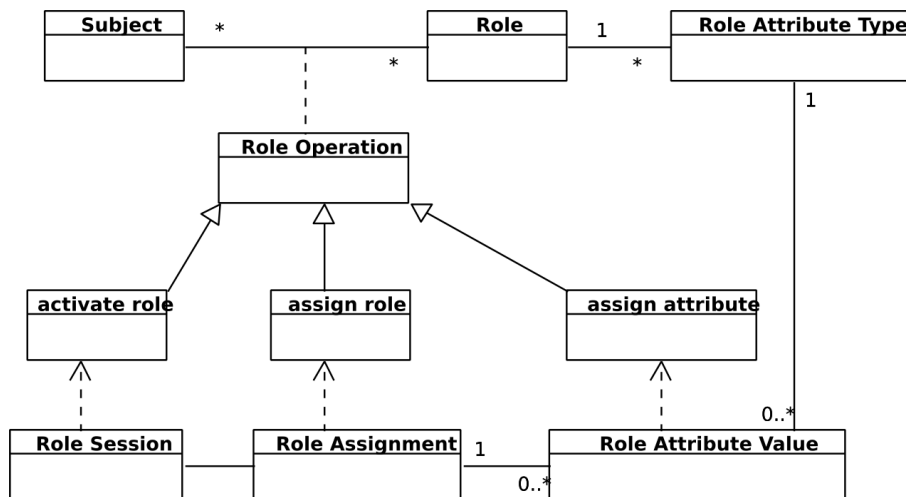 Subject
*
*
Role
1
*
Role Attribute Type
1
Role Operation
activate role
assign role
assign attribute
0..*
Role Session
Role Assignment
1
0..*
Role Attribute Value